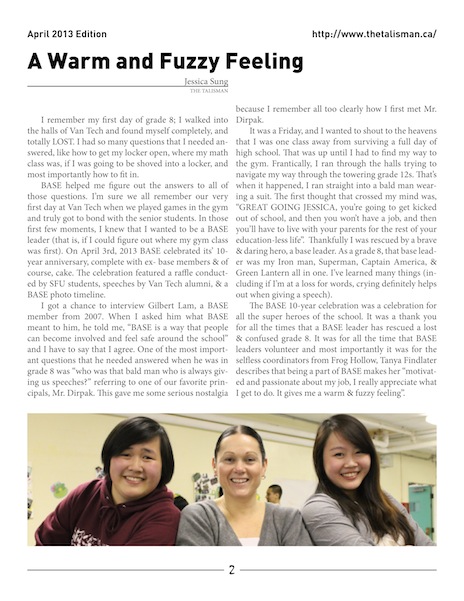 April 2013 Edition
http://www.thetalisman.ca/
A Warm and Fuzzy Feeling
Jessica Sung
THE TALISMAN
I remember my first day of grade 8; I walked into
the halls of Van Tech and found myself completely, and
totally LOST. I had so many questions that I needed an-
swered, like how to get my locker open, where my math
class was, if I was going to be shoved into a locker, and
most importantly how to fit in.
BASE helped me figure out the answers to all of
those questions. I'm sure we all remember our very
first day at Van Tech when we played games in the gym
and truly got to bond with the senior students. In those
first few moments, I knew that I wanted to be a BASE
leader (that is, if I could figure out where my gym class
was first). On April 3rd, 2013 BASE celebrated its' 10-
year anniversary, complete with ex- base members & of
course, cake. The celebration featured a raffle conduct-
ed by SFU students, speeches by Van Tech alumni, & a
BASE photo timeline.
I got a chance to interview Gilbert Lam, a BASE
member from 2007. When I asked him what BASE
meant to him, he told me, “BASE is a way that people
can become involved and feel safe around the school”
and I have to say that I agree. One of the most import-
ant questions that he needed answered when he was in
grade 8 was “who was that bald man who is always giv-
ing us speeches?” referring to one of our favorite prin-
cipals, Mr. Dirpak. This gave me some serious nostalgia
because I remember all too clearly how I first met Mr.
Dirpak.
It was a Friday, and I wanted to shout to the heavens
that I was one class away from surviving a full day of
high school. That was up until I had to find my way to
the gym. Frantically, I ran through the halls trying to
navigate my way through the towering grade 12s. That's
when it happened, I ran straight into a bald man wear-
ing a suit. The first thought that crossed my mind was,
“GREAT GOING JESSICA, you're going to get kicked
out of school, and then you won't have a job, and then
you'll have to live with your parents for the rest of your
education-less life”. Thankfully I was rescued by a brave
& daring hero, a base leader. As a grade 8, that base lead-
er was my Iron man, Superman, Captain America, &
Green Lantern all in one. I've learned many things (in-
cluding if I'm at a loss for words, crying definitely helps
out when giving a speech).
The BASE 10-year celebration was a celebration for
all the super heroes of the school. It was a thank you
for all the times that a BASE leader has rescued a lost
& confused grade 8. It was for all the time that BASE
leaders volunteer and most importantly it was for the
selfless coordinators from Frog Hollow, Tanya Findlater
describes that being a part of BASE makes her “motivat-
ed and passionate about my job, I really appreciate what
I get to do. It gives me a warm & fuzzy feeling”.
2